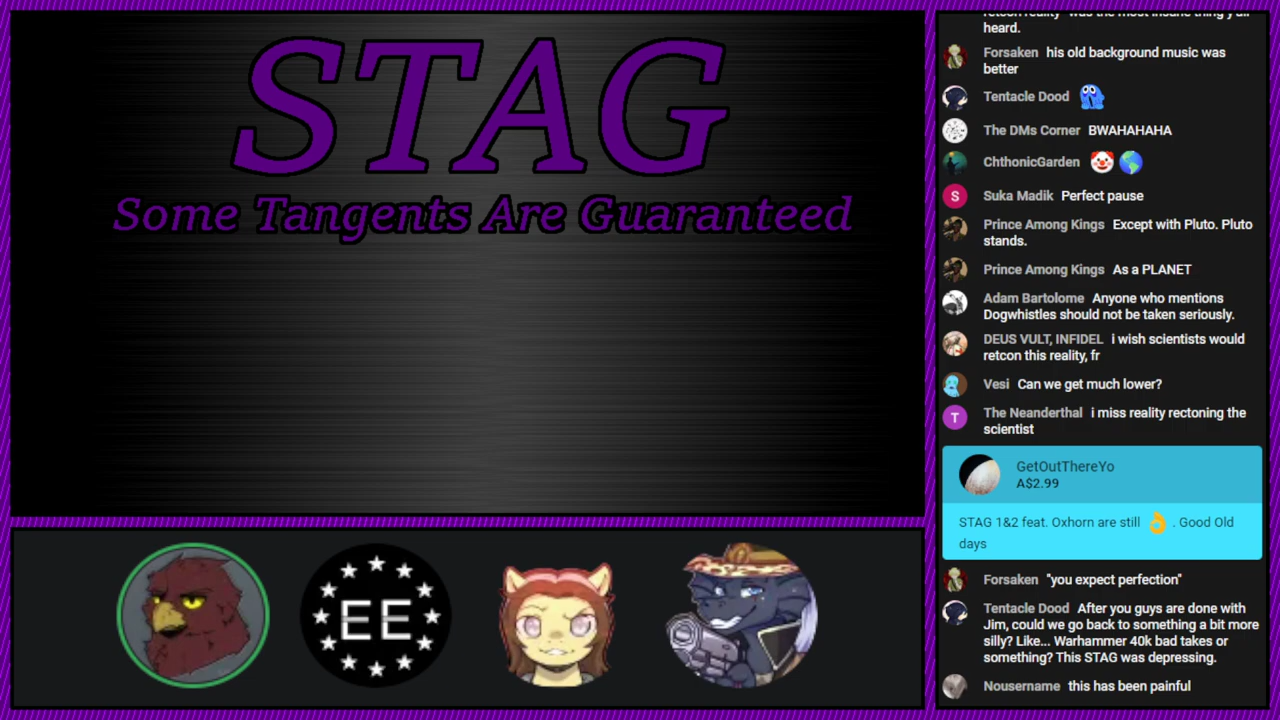 STAG
Some Tangents Are Guaranteed
EE
heard.
Forsaken his old background music was
better
Tentacle Dood
The DMs Corner BWAHAHAHA
ChthonicGarden
S Suka Madik Perfect pause
Prince Among Kings Except with Pluto. Pluto
stands.
Prince Among Kings As a PLANET
Adam Bartolome Anyone who mentions
Dogwhistles should not be taken seriously.
DEUS VULT, INFIDEL i wish scientists would
retcon this reality, fr
Vesi Can we get much lower?
T The Neanderthal i miss reality rectoning the
scientist
GetOutThereYo
A$2.99
STAG 1&2 feat. Oxhorn are still 👌 . Good Old
days
Forsaken "you expect perfection"
Tentacle Dood After you guys are done with
Jim, could we go back to something a bit more
silly? Like... Warhammer 40k bad takes or
something? This STAG was depressing.
Nousername this has been painful